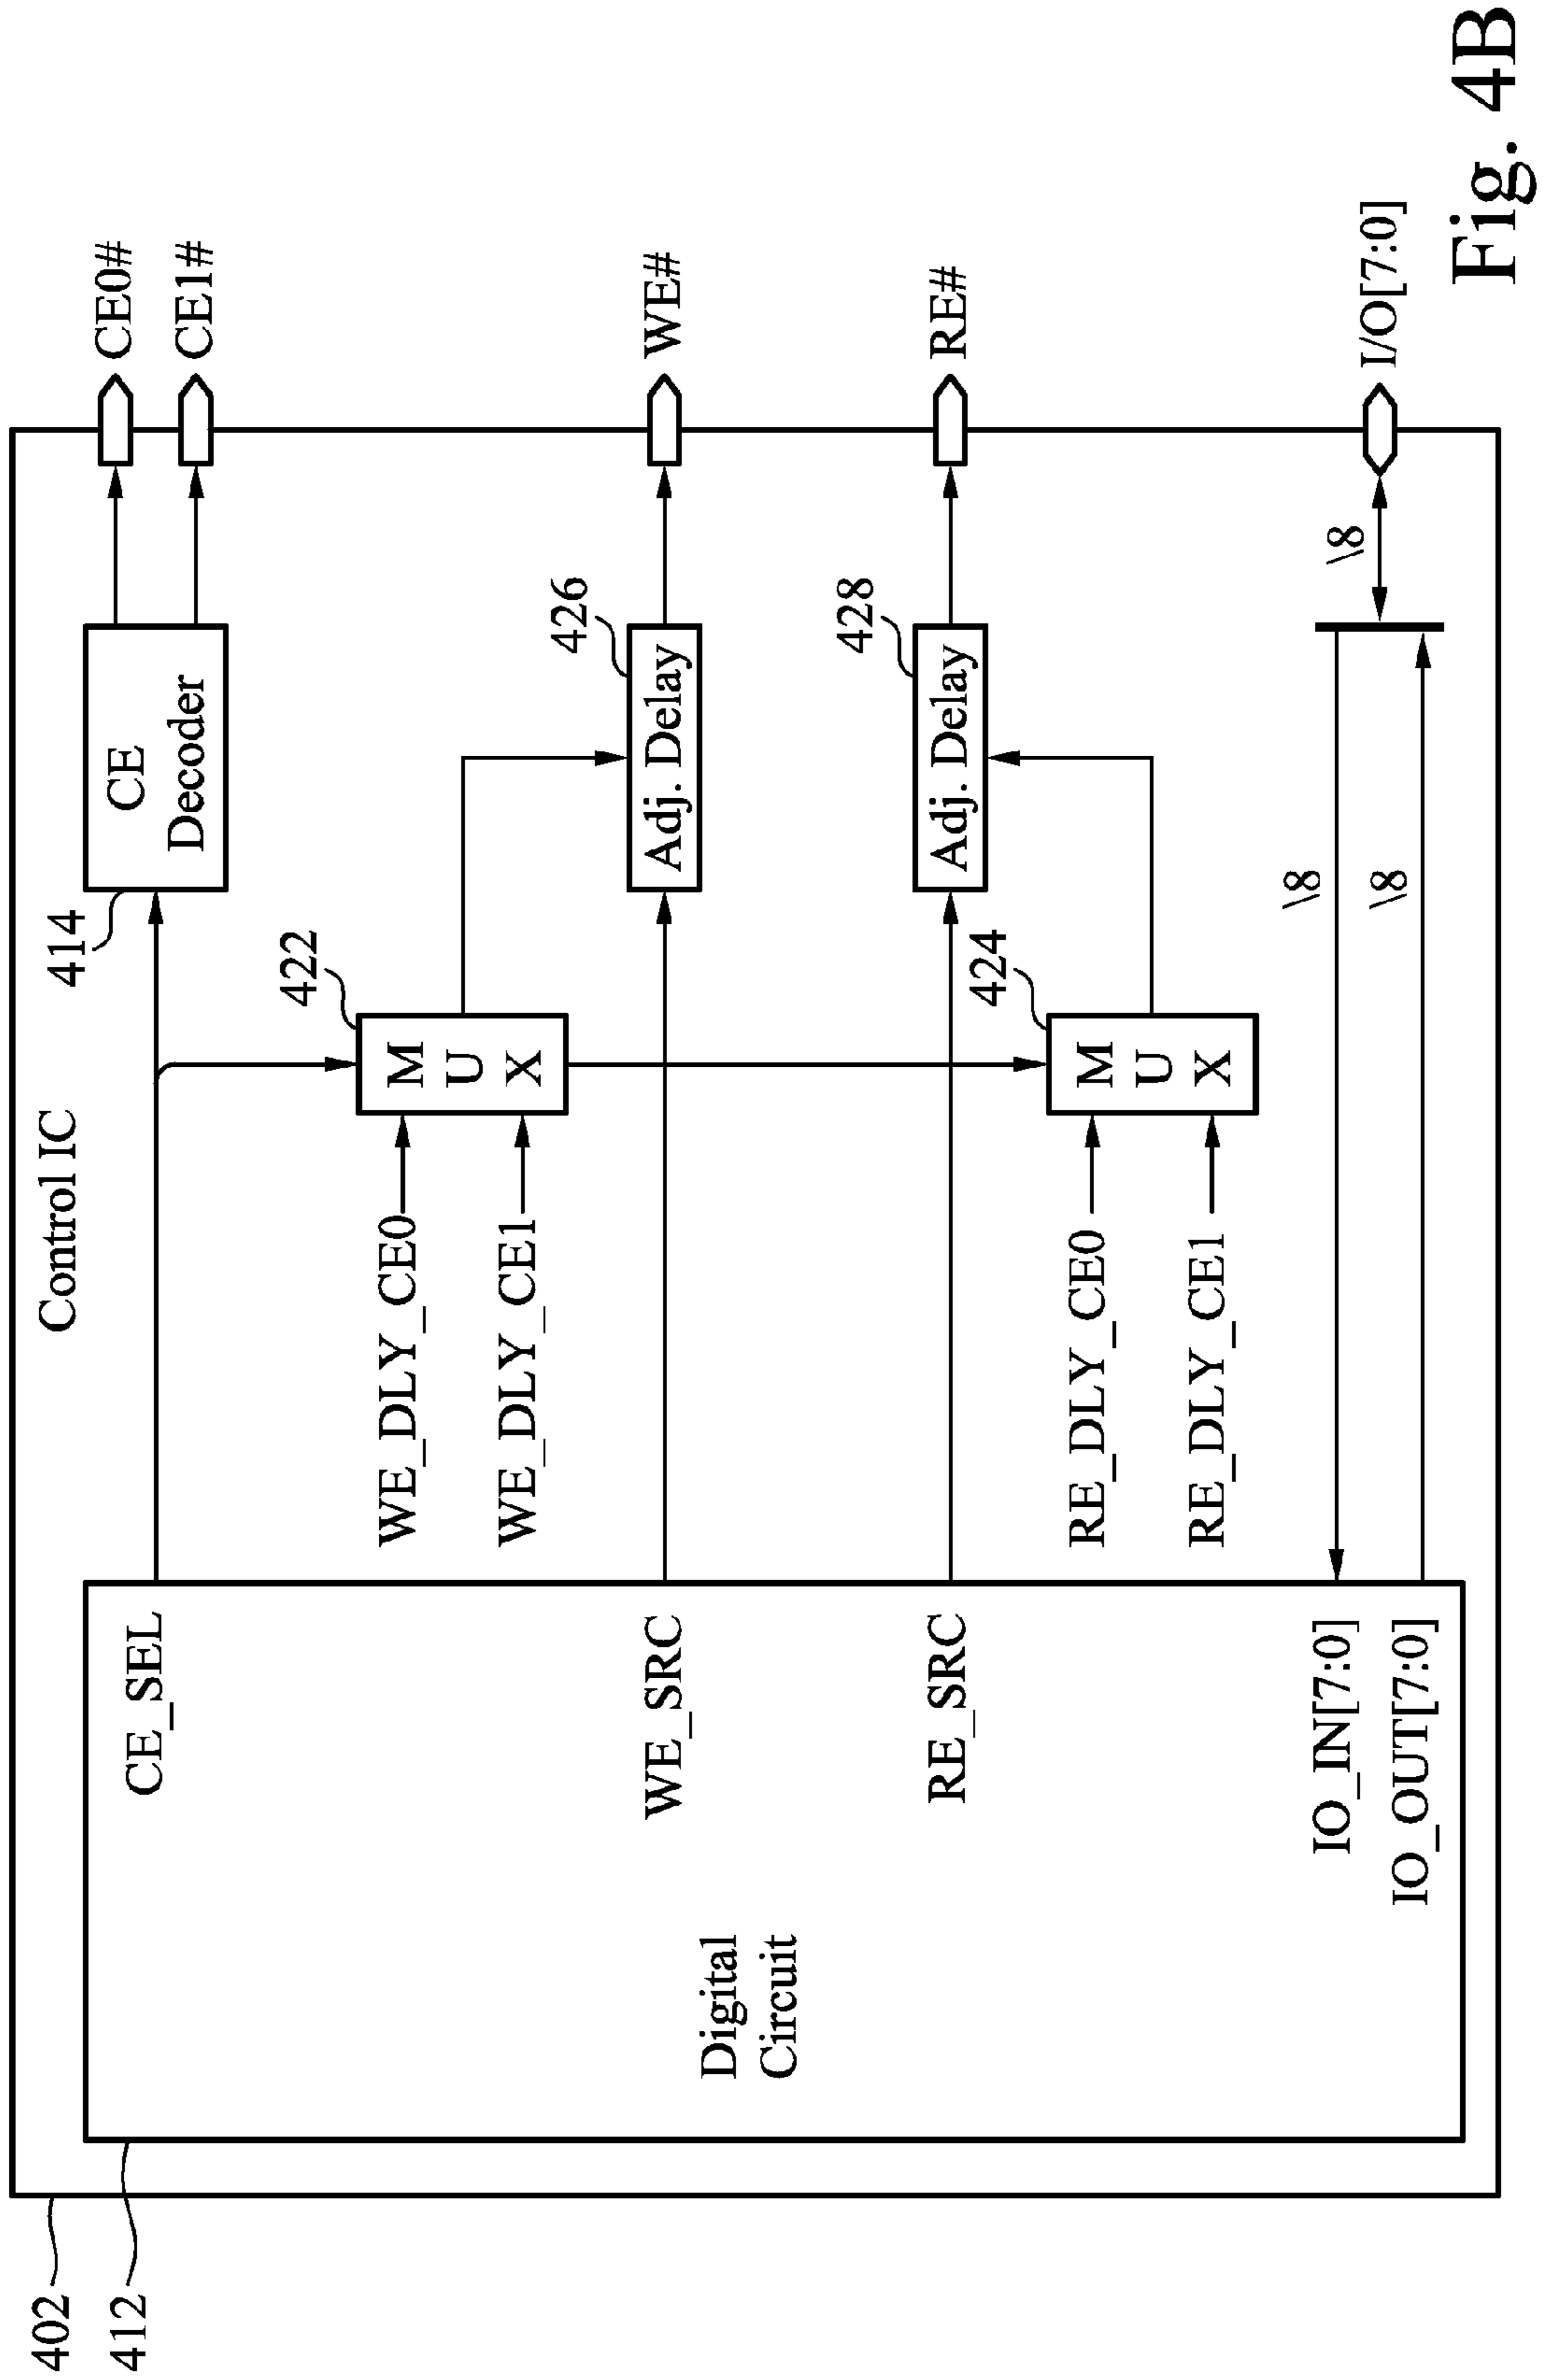 402
412
Control IC
Digital
Circuit
CE_SEL
WE_SRC
RE_SRC
IO_IN[7:0]
IO_OUT[7:0]
414
CE
Decoder
CE0#
CE1#
422
M
U
X
WE_DLY_CE0
WE_DLY_CE1
426
Adj. Delay
WE#
428
Adj. Delay
RE#
424
M
U
X
RE_DLY_CE0
RE_DLY_CE1
\8
\8
\8
I/O[7:0]
Fig. 4B